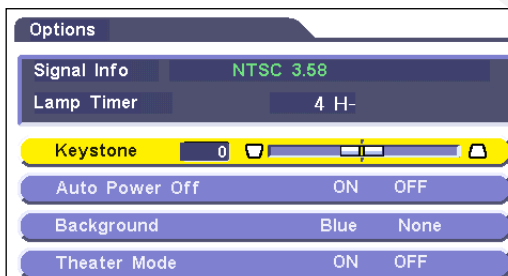 Options
Signal Info NTSC 3.58
Lamp Timer 4 H-
Keystone 0
Auto Power Off ON OFF
Background Blue None
Theater Mode ON OFF